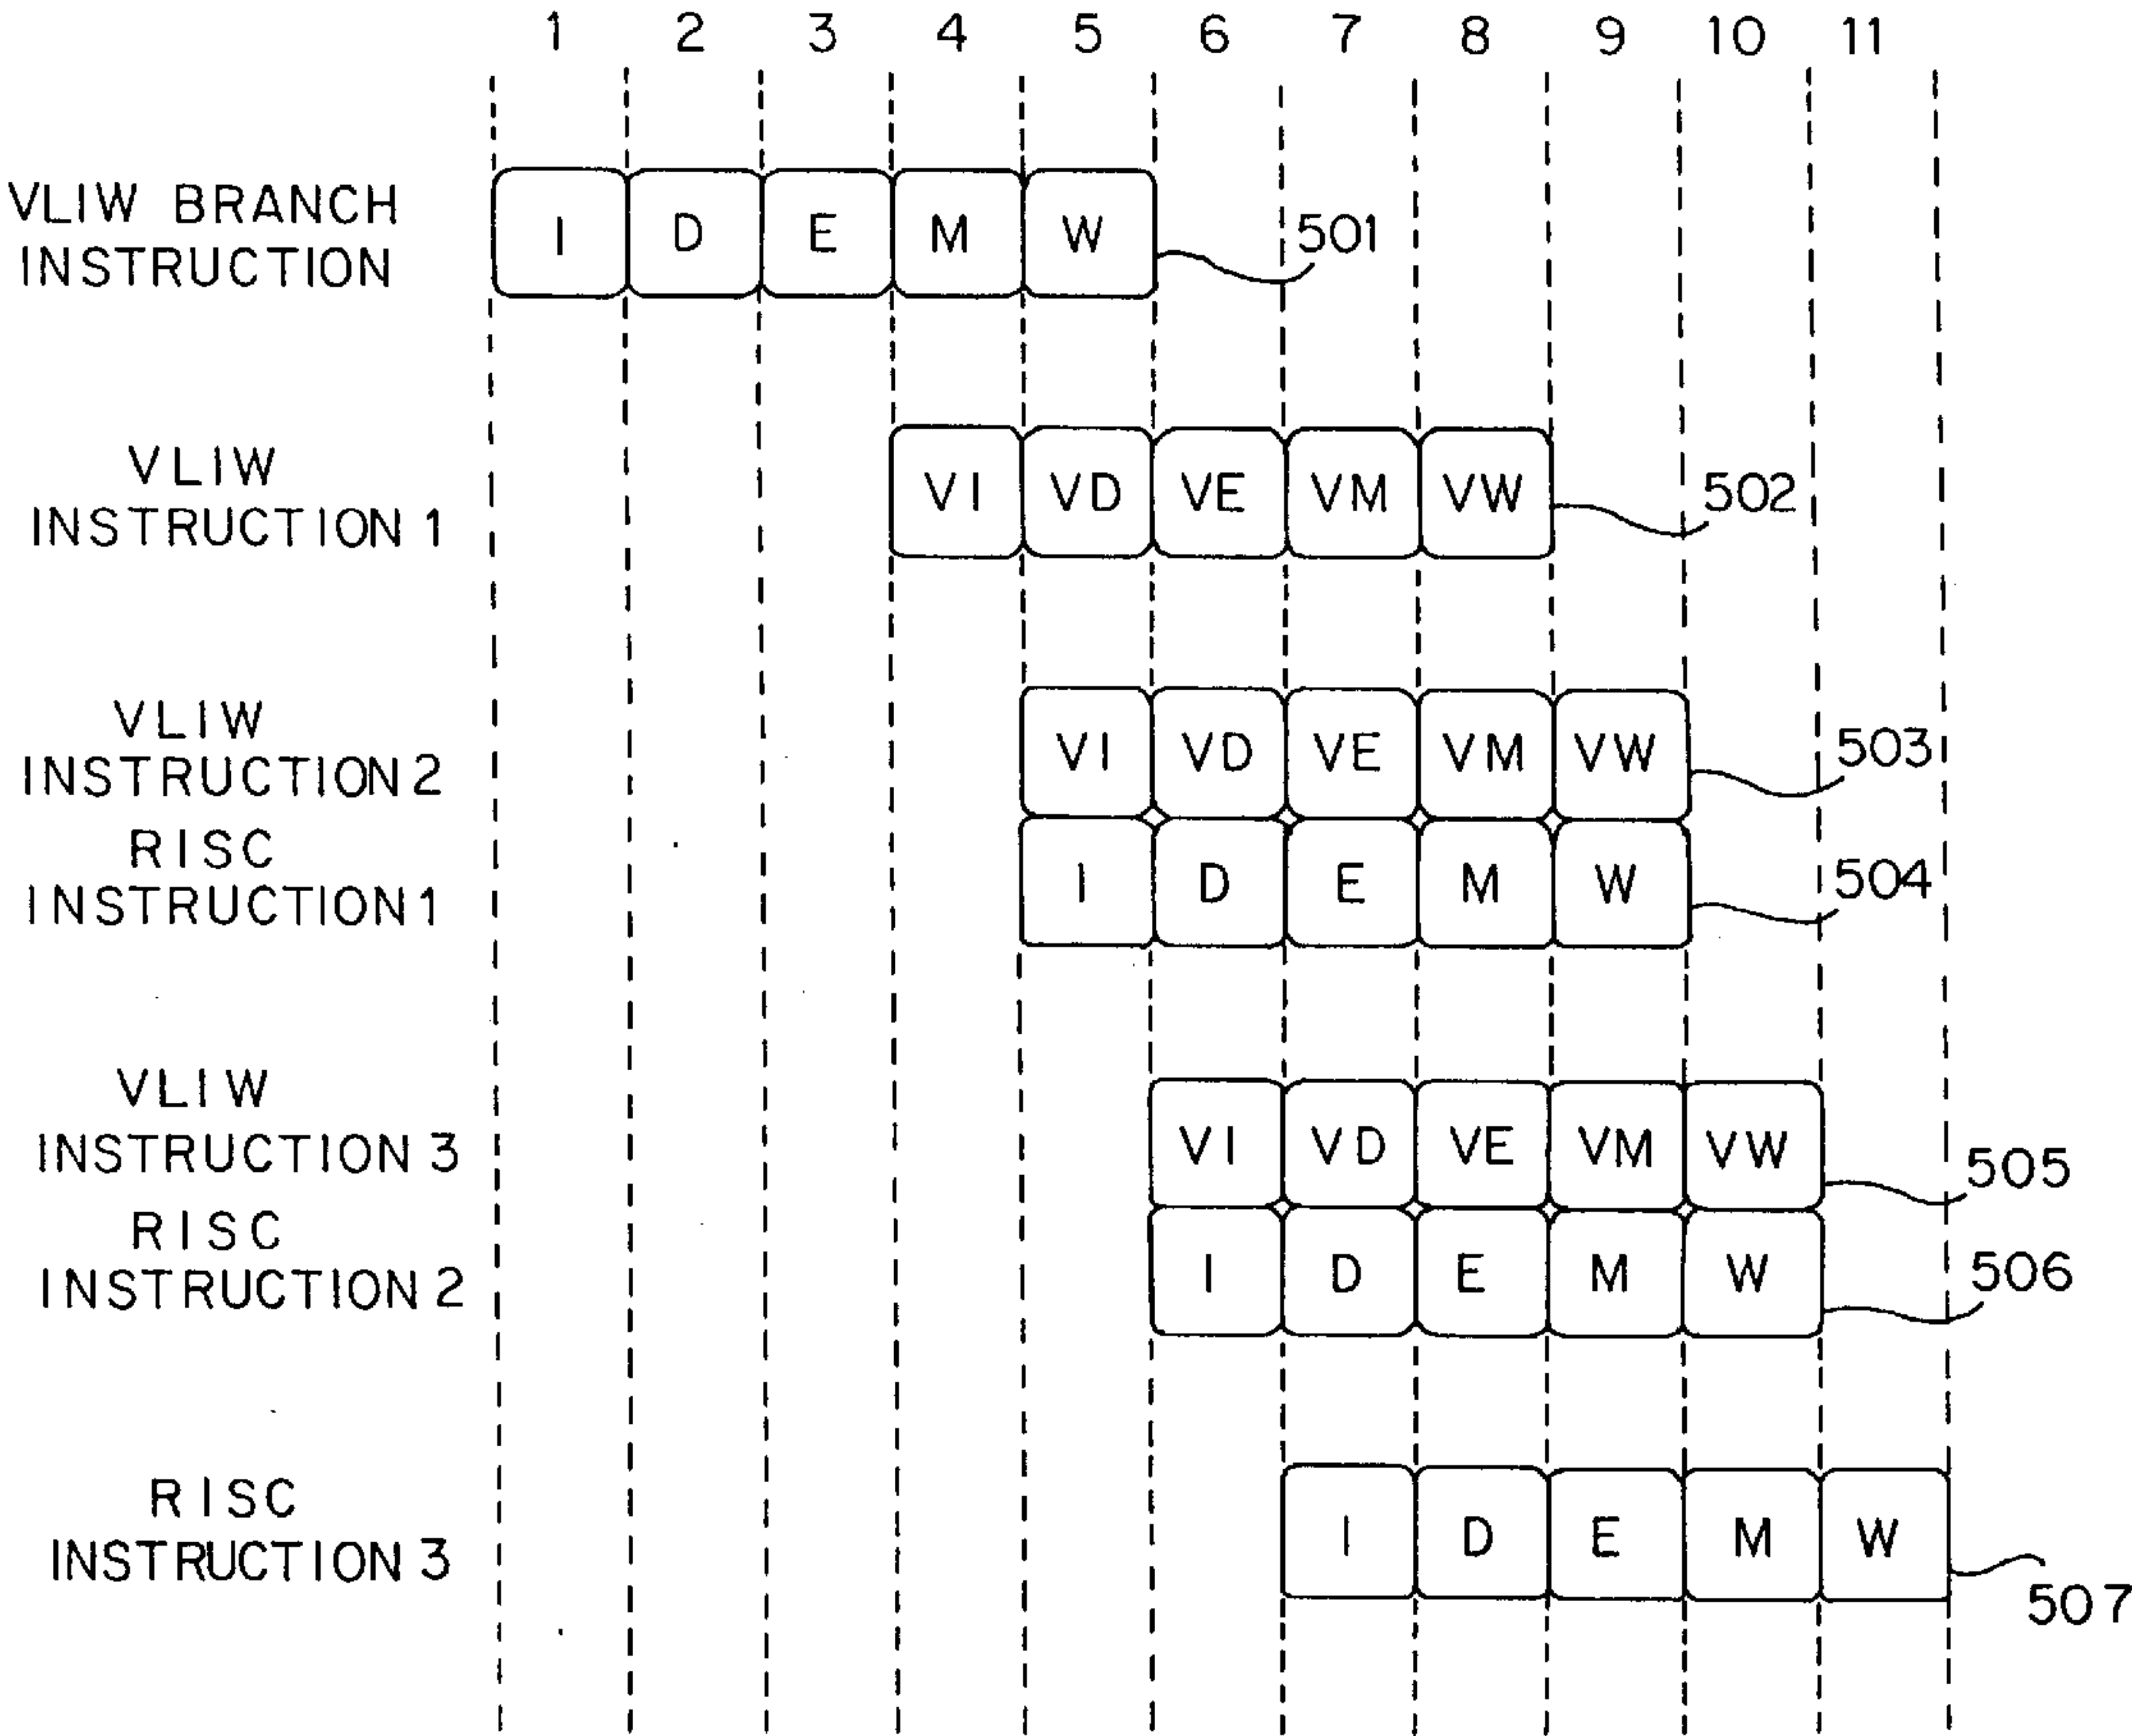 1 2 3 4 5 6 7 8 9 10 11
VLIW BRANCH
INSTRUCTION
I D E M W
501
VLIW
INSTRUCTION 1
VI VD VE VM VW
502
VLIW
INSTRUCTION 2
VI VD VE VM VW
503
RISC
INSTRUCTION 1
I D E M W
504
VLIW
INSTRUCTION 3
VI VD VE VM VW
505
RISC
INSTRUCTION 2
I D E M W
506
RISC
INSTRUCTION 3
I D E M W
507